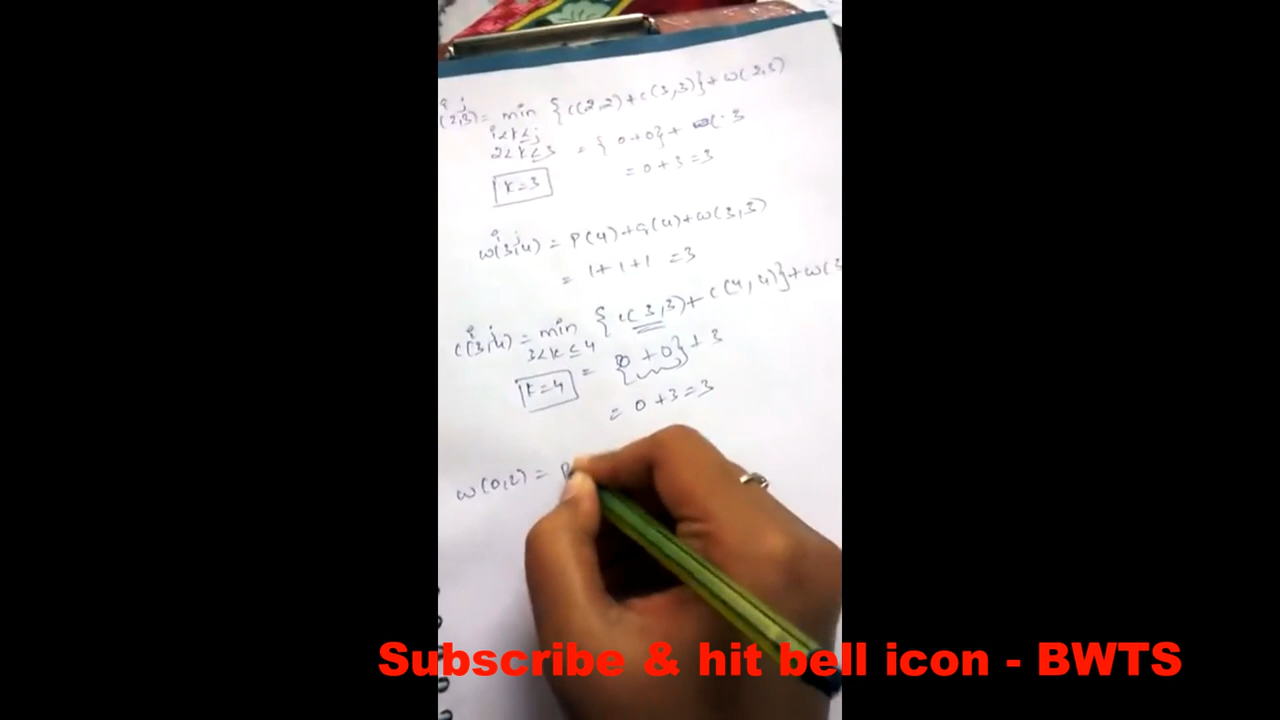 i j
(2,3) = min {c(2,2) + c(3,3)} + w(2,3)
i<k≤j
2<k≤3 = {0+0} + 3
k=3 = 0+3 = 3
i j
w(3,4) = P(4) + q(4) + w(3,3)
= 1+1+1 = 3
i j
c(3,4) = min {c(3,3) + c(4,4)} + w(3
3<k≤4
k=4 = {0+0} + 3
= 0+3 = 3
w(0,2) = P
Subscribe & hit bell icon - BWTS